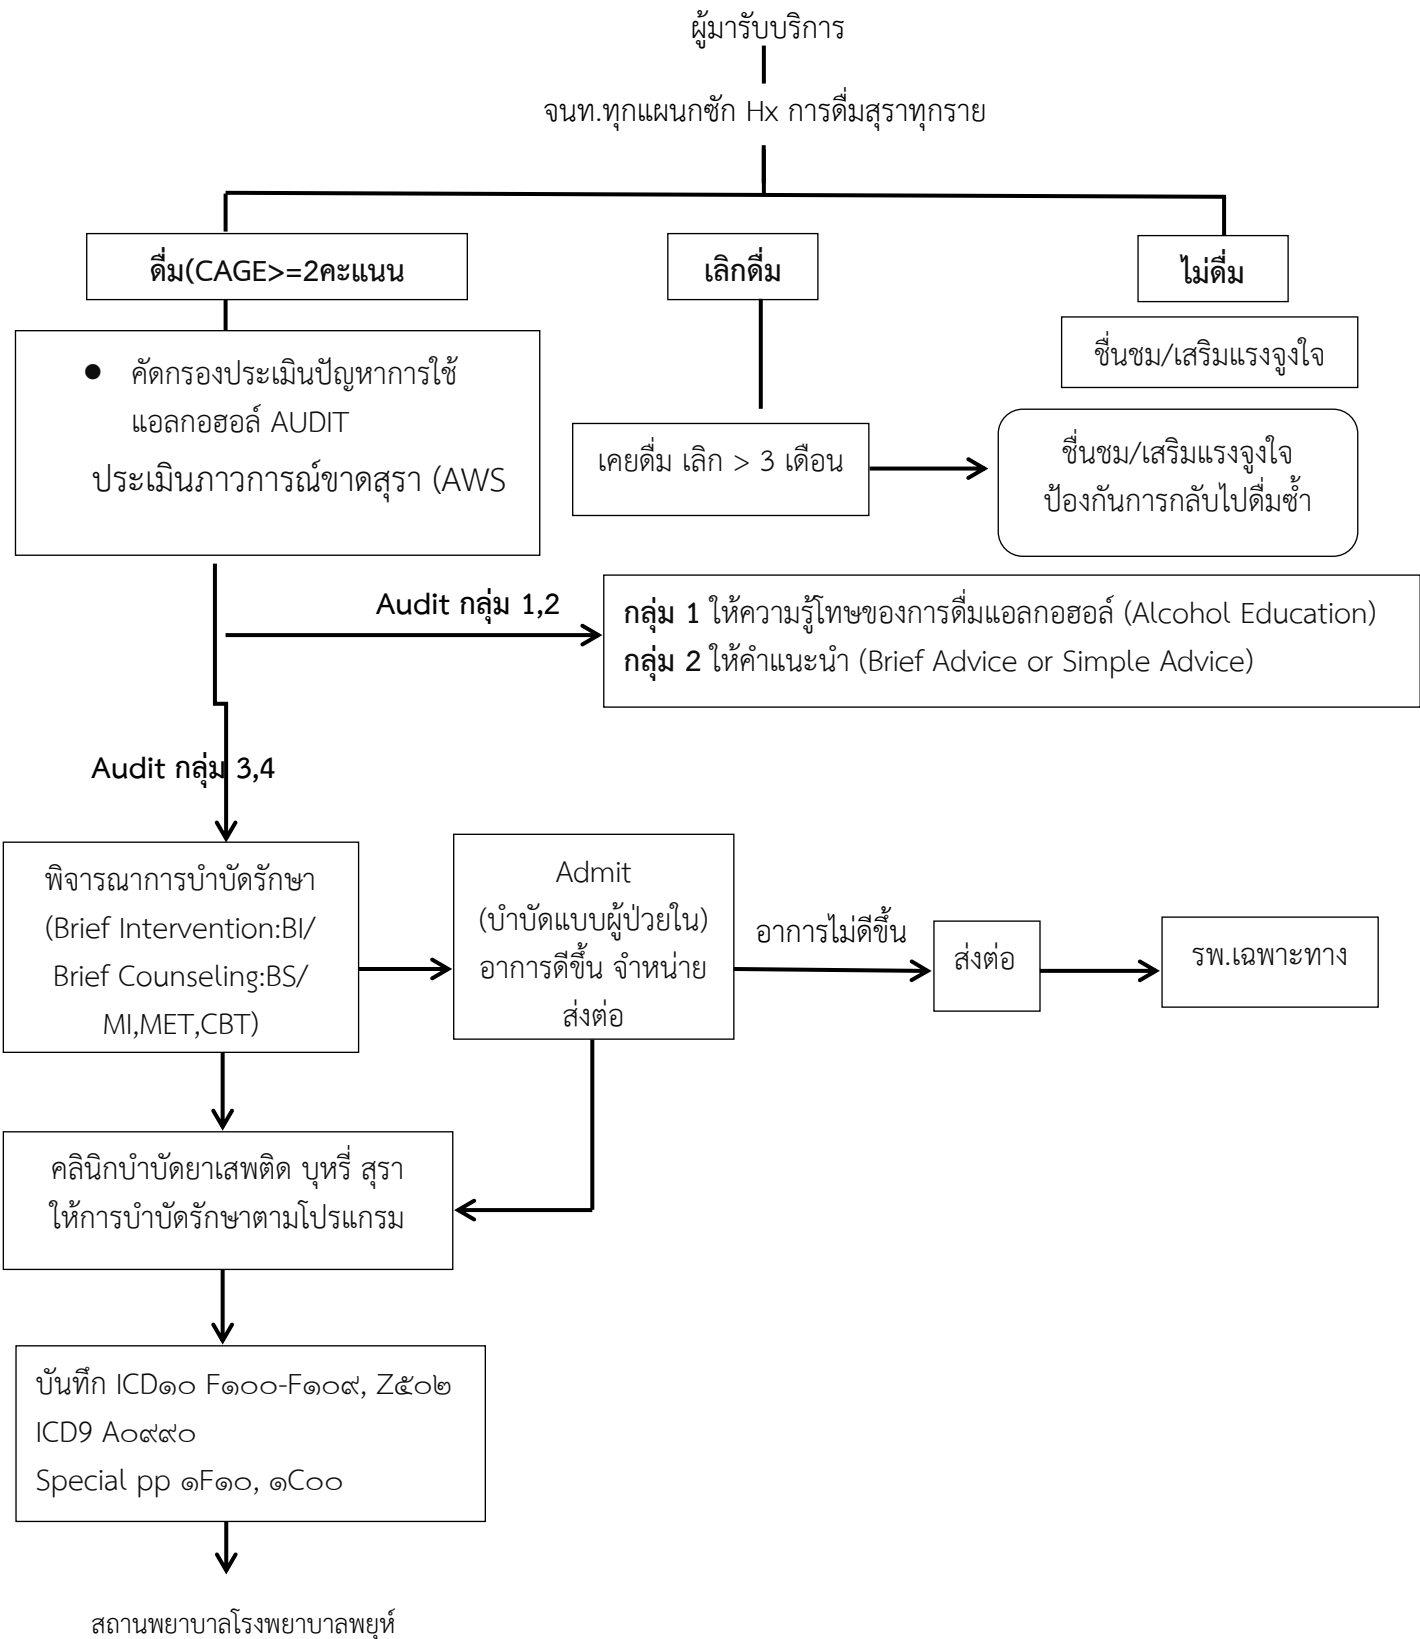 ผู้มารับบริการ
จนท.ทุกแผนกซัก Hx การดื่มสุราทุกราย
ดื่ม(CAGE>=2คะแนน
เลิกดื่ม
ไม่ดื่ม
ชื่นชม/เสริมแรงจูงใจ
● คัดกรองประเมินปัญหาการใช้
แอลกอฮอล์ AUDIT
ประเมินภาวการณ์ขาดสุรา (AWS
เคยดื่ม เลิก > 3 เดือน
ชื่นชม/เสริมแรงจูงใจ
ป้องกันการกลับไปดื่มซ้ำ
Audit กลุ่ม 1,2
กลุ่ม 1 ให้ความรู้โทษของการดื่มแอลกอฮอล์ (Alcohol Education)
กลุ่ม 2 ให้คำแนะนำ (Brief Advice or Simple Advice)
Audit กลุ่ม 3,4
พิจารณาการบำบัดรักษา
(Brief Intervention:BI/
Brief Counseling:BS/
MI,MET,CBT)
Admit
(บำบัดแบบผู้ป่วยใน)
อาการดีขึ้น จำหน่าย
ส่งต่อ
อาการไม่ดีขึ้น
ส่งต่อ
รพ.เฉพาะทาง
คลินิกบำบัดยาเสพติด บุหรี่ สุรา
ให้การบำบัดรักษาตามโปรแกรม
บันทึก ICD๑๐ F๑๐๐-F๑๐๙, Z๕๐๒
ICD9 A๐๙๙๐
Special pp ๑F๑๐, ๑C๐๐
สถานพยาบาลโรงพยาบาลพยุห์